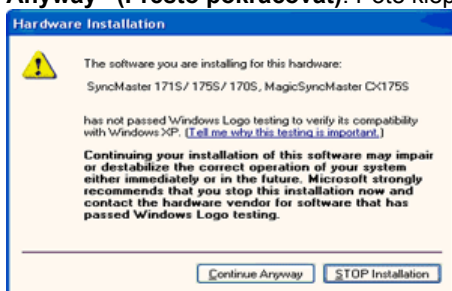 Anyway" (Přesto pokračovat). Poté klep
Hardware Installation
The software you are installing for this hardware:
SyncMaster 171S/ 175S/ 170S, MagicSyncMaster CX175S
has not passed Windows Logo testing to verify its compatibility
with Windows XP. (Tell me why this testing is important.)
Continuing your installation of this software may impair
or destabilize the correct operation of your system
either immediately or in the future. Microsoft strongly
recommends that you stop this installation now and
contact the hardware vendor for software that has
passed Windows Logo testing.
Continue Anyway
STOP Installation